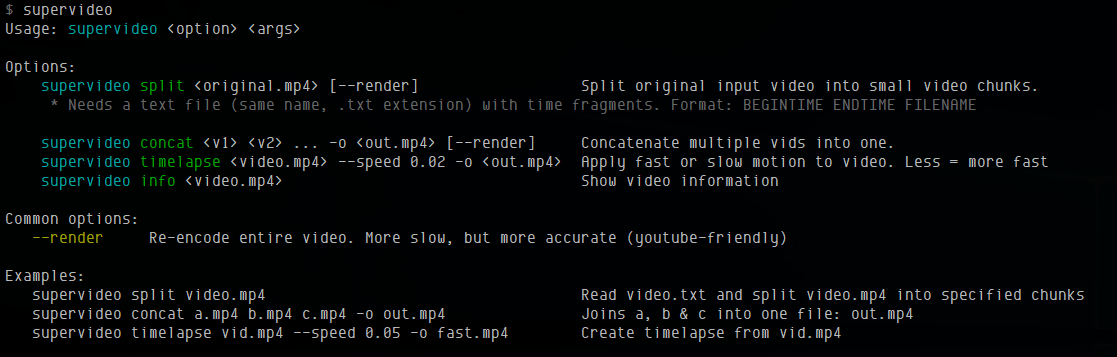 $ supervideo
Usage: supervideo <option> <args>
Options:
supervideo split <original.mp4> [--render] Split original input video into small video chunks.
* Needs a text file (same name, .txt extension) with time fragments. Format: BEGINTIME ENDTIME FILENAME
supervideo concat <v1> <v2> ... -o <out.mp4> [--render] Concatenate multiple vids into one.
supervideo timelapse <video.mp4> --speed 0.02 -o <out.mp4> Apply fast or slow motion to video. Less = more fast
supervideo info <video.mp4> Show video information
Common options:
--render Re-encode entire video. More slow, but more accurate (youtube-friendly)
Examples:
supervideo split video.mp4 Read video.txt and split video.mp4 into specified chunks
supervideo concat a.mp4 b.mp4 c.mp4 -o out.mp4 Joins a, b & c into one file: out.mp4
supervideo timelapse vid.mp4 --speed 0.05 -o fast.mp4 Create timelapse from vid.mp4